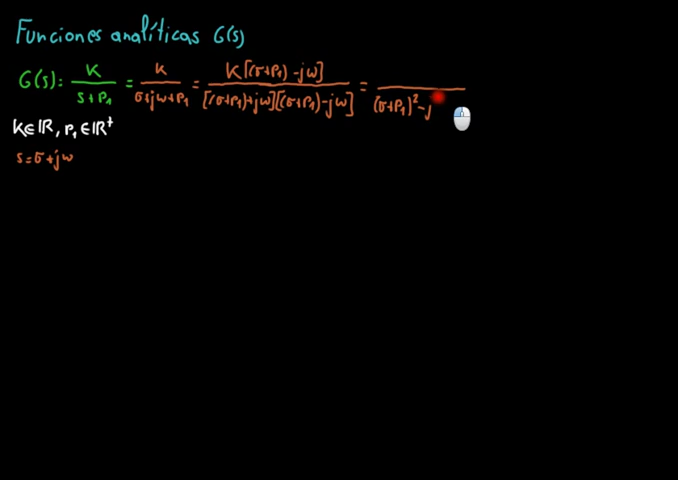 Funciones analíticas G(s)
G(s) = K / (s+p₁) = K / (σ+jω+p₁) = K[(σ+p₁)-jω] / ([(σ+p₁)+jω][(σ+p₁)-jω]) = / ((σ+p₁)²-j
K∈ℝ, p₁∈ℝ⁺
s=σ+jω